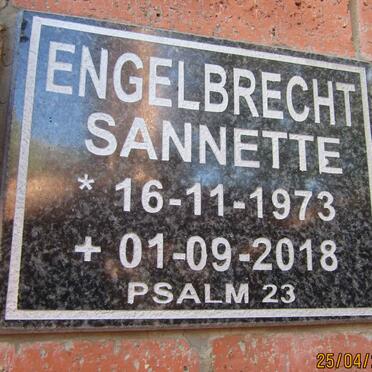 ENGELBRECHT
SANNETTE
* 16-11-1973
+ 01-09-2018
PSALM 23
25/04/